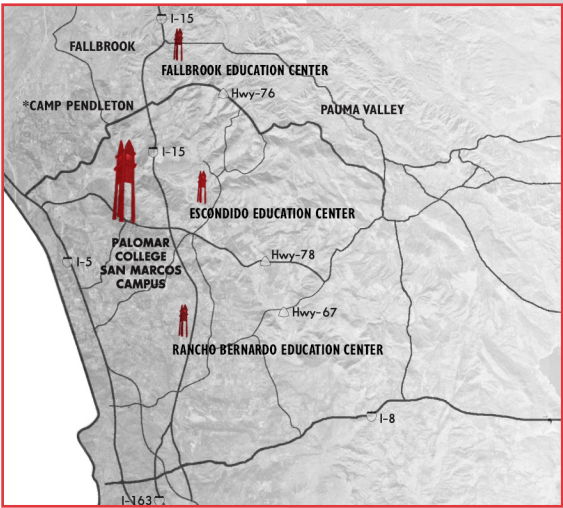 I-15
FALLBROOK
FALLBROOK EDUCATION CENTER
Hwy-76
*CAMP PENDLETON
PAUMA VALLEY
I-15
ESCONDIDO EDUCATION CENTER
PALOMAR
COLLEGE
SAN MARCOS
CAMPUS
I-5
Hwy-78
Hwy-67
RANCHO BERNARDO EDUCATION CENTER
I-8
I-163